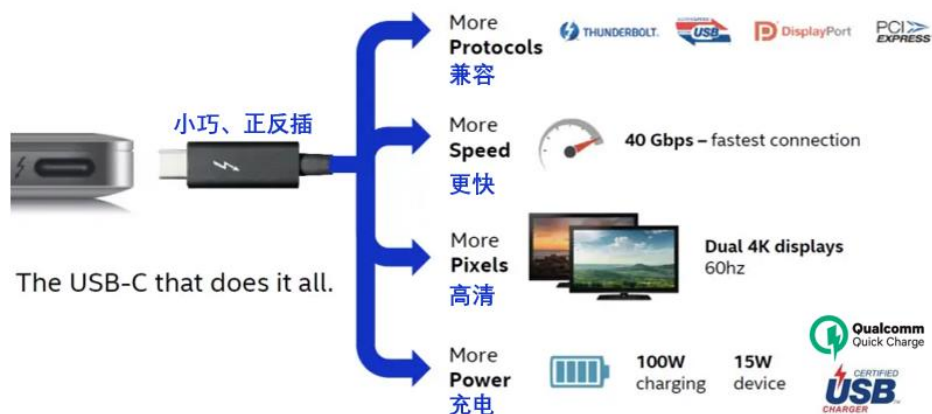 More
Protocols
兼容
THUNDERBOLT.
SUPERSPEED
USB
DisplayPort
PCI
EXPRESS
小巧、正反插
More
Speed
更快
40 Gbps – fastest connection
The USB-C that does it all.
More
Pixels
高清
Dual 4K displays
60hz
More
Power
充电
100W
charging
15W
device
Qualcomm
Quick Charge
CERTIFIED
USB
CHARGER